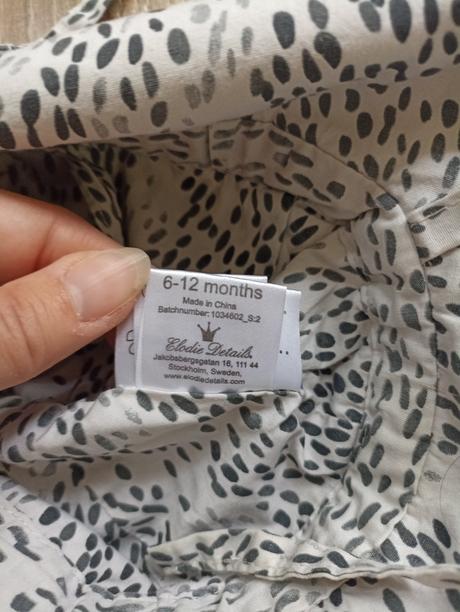 6-12 months
Made in China
Batchnumber: 1034602_S:2
Elodie Details.
Jakobsbergsgatan 16, 111 44
Stockholm, Sweden,
www.elodiedetails.com